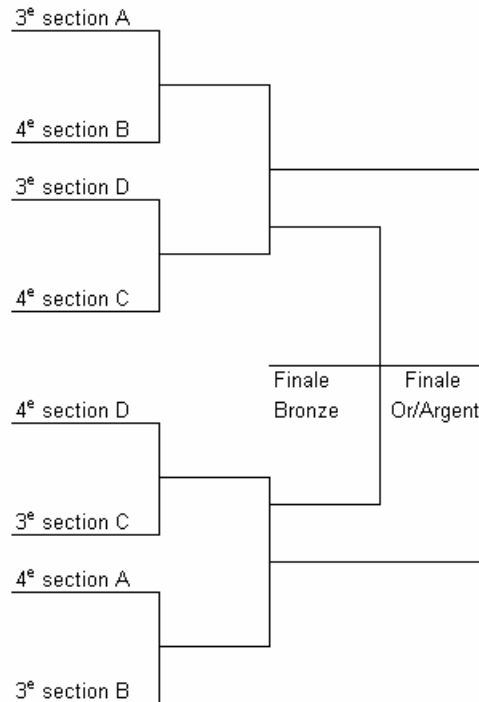 3e section A
4e section B
3e section D
4e section C
Finale
Bronze
Finale
Or/Argent
4e section D
3e section C
4e section A
3e section B